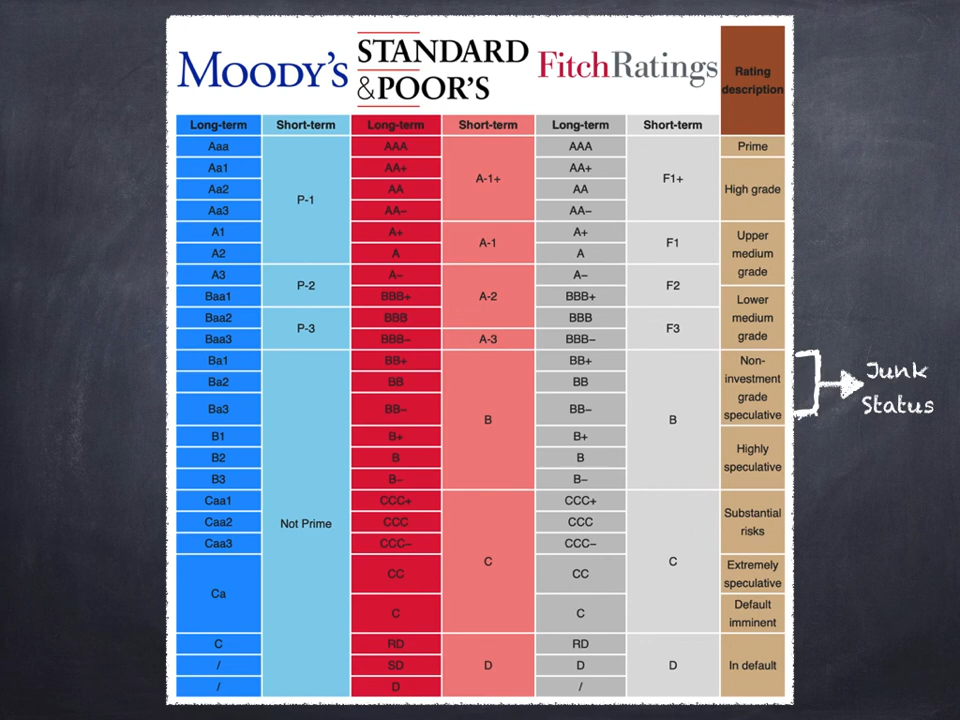 MOODY'S STANDARD &POOR'S FitchRatings Rating description
Long-term Short-term Long-term Short-term Long-term Short-term
Aaa P-1 AAA A-1+ AAA F1+ Prime
Aa1 AA+ AA+ High grade
Aa2 AA AA
Aa3 AA– AA–
A1 A+ A-1 A+ F1 Upper medium grade
A2 A A
A3 P-2 A– A-2 A– F2
Baa1 BBB+ BBB+ Lower medium grade
Baa2 P-3 BBB BBB F3
Baa3 BBB– A-3 BBB–
Ba1 Not Prime BB+ B BB+ B Non-investment grade speculative
Ba2 BB BB
Ba3 BB– BB–
B1 B+ B+ Highly speculative
B2 B B
B3 B– B–
Caa1 CCC+ C CCC+ C Substantial risks
Caa2 CCC CCC
Caa3 CCC– CCC–
Ca CC CC Extremely speculative
C C Default imminent
C RD D RD D In default
/ SD D
/ D /
Junk
Status